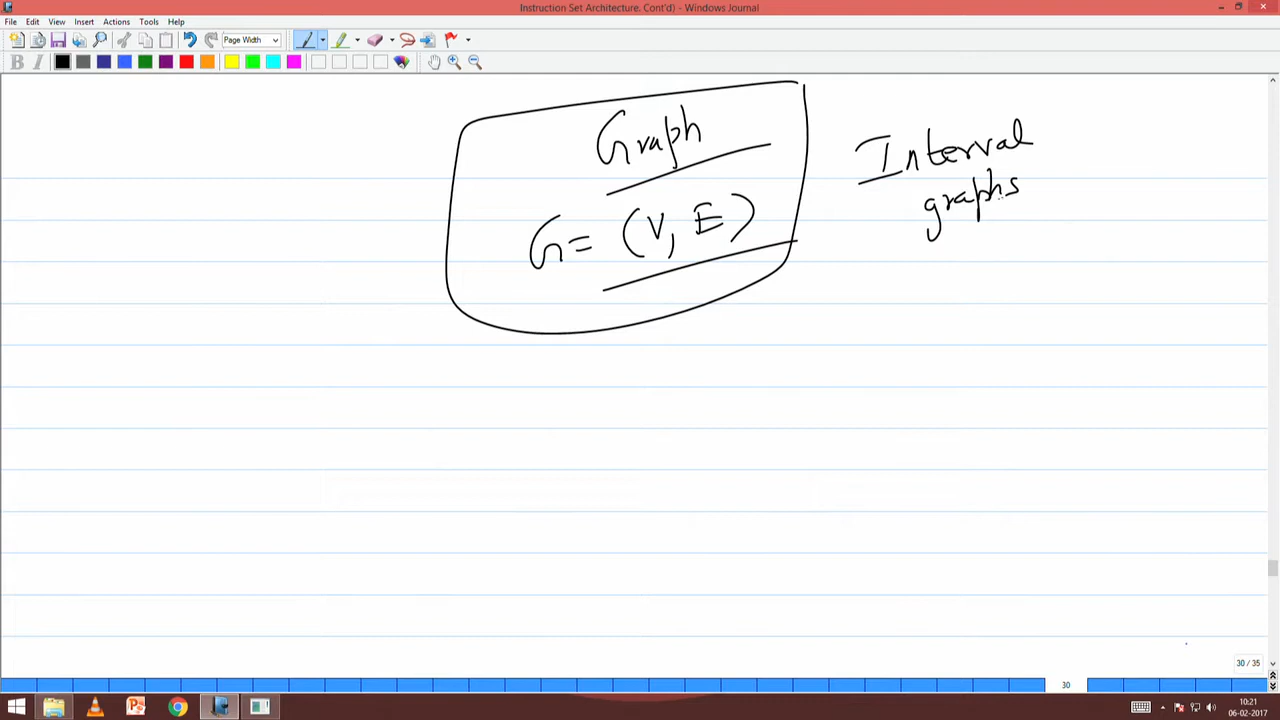 Instruction Set Architecture. Cont'd) - Windows Journal
File Edit View Insert Actions Tools Help
Page Width
B I
Graph
G = (V, E)
Interval
graphs
30 / 35
30
10:21
06-02-2017